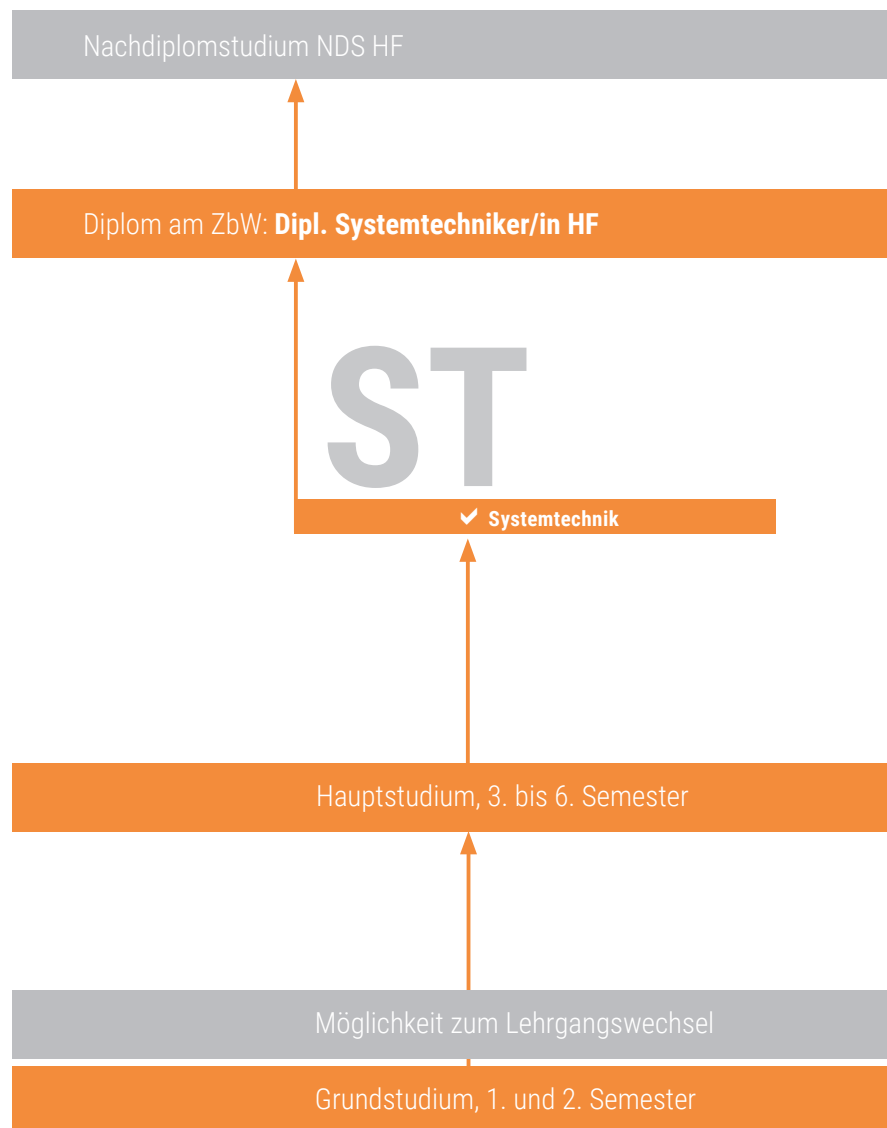 Nachdiplomstudium NDS HF
Diplom am ZbW: Dipl. Systemtechniker/in HF
ST
Systemtechnik
Hauptstudium, 3. bis 6. Semester
Möglichkeit zum Lehrgangswechsel
Grundstudium, 1. und 2. Semester